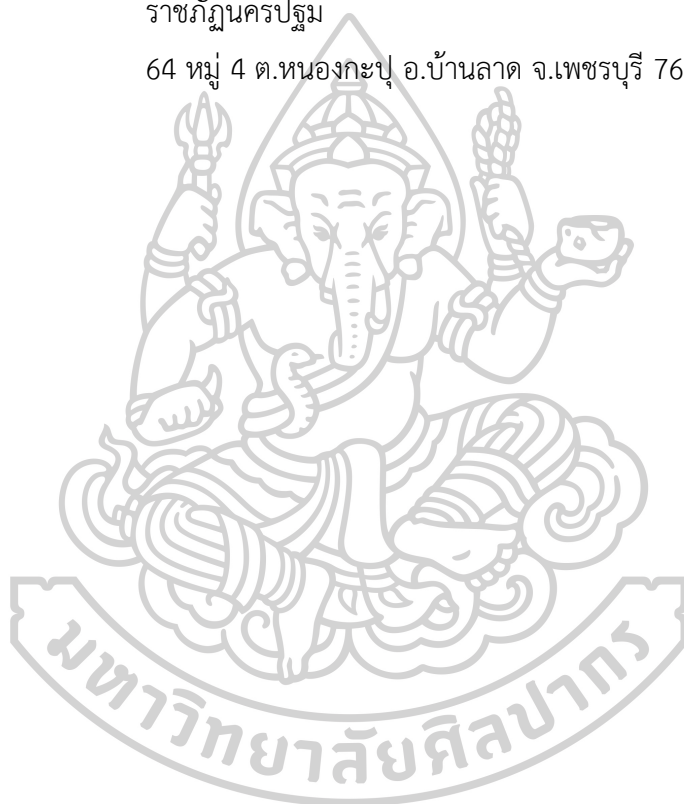 ราชภัฏนครปฐม
64 หมู่ 4 ต.หนองกะปุ อ.บ้านลาด จ.เพชรบุรี 76
มหาวิทยาลัยศิลปากร